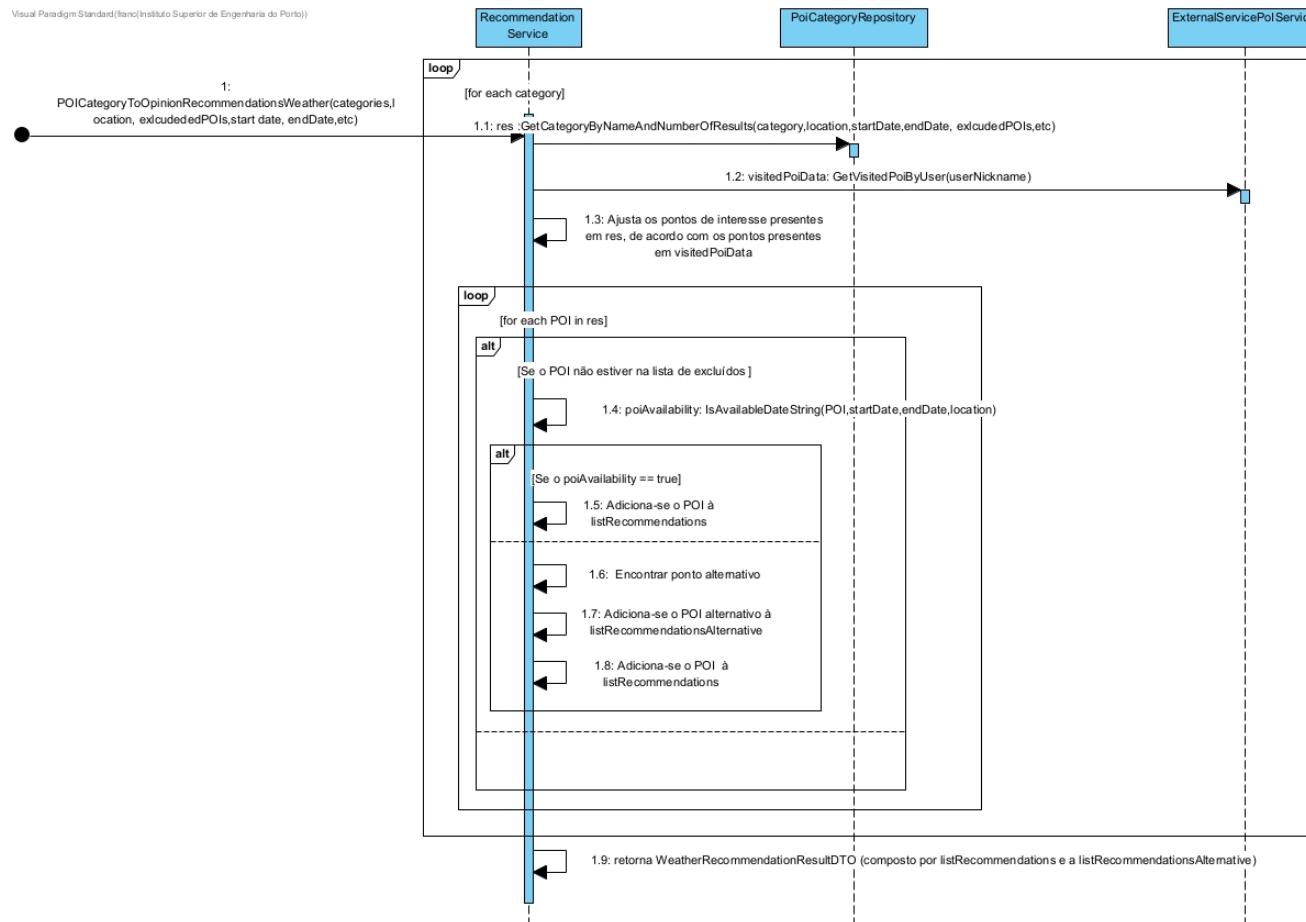 Visual Paradigm Standard(franc(Instituto Superior de Engenharia do Porto))
Recommendation
Service
PoiCategoryRepository
ExternalServicePoIServic
loop
[for each category]
1:
POICategoryToOpinionRecommendationsWeather(categories,l
ocation, exlcudededPOIs,start date, endDate,etc)
1.1: res :GetCategoryByNameAndNumberOfResults(category,location,startDate,endDate, exlcudedPOIs,etc)
1.2: visitedPoiData: GetVisitedPoiByUser(userNickname)
1.3: Ajusta os pontos de interesse presentes
em res, de acordo com os pontos presentes
em visitedPoiData
loop
[for each POI in res]
alt
[Se o POI não estiver na lista de excluídos ]
1.4: poiAvailability: IsAvailableDateString(POI,startDate,endDate,location)
alt
[Se o poiAvailability == true]
1.5: Adiciona-se o POI à
listRecommendations
1.6: Encontrar ponto alternativo
1.7: Adiciona-se o POI alternativo à
listRecommendationsAlternative
1.8: Adiciona-se o POI à
listRecommendations
1.9: retorna WeatherRecommendationResultDTO (composto por listRecommendations e a listRecommendationsAlternative)